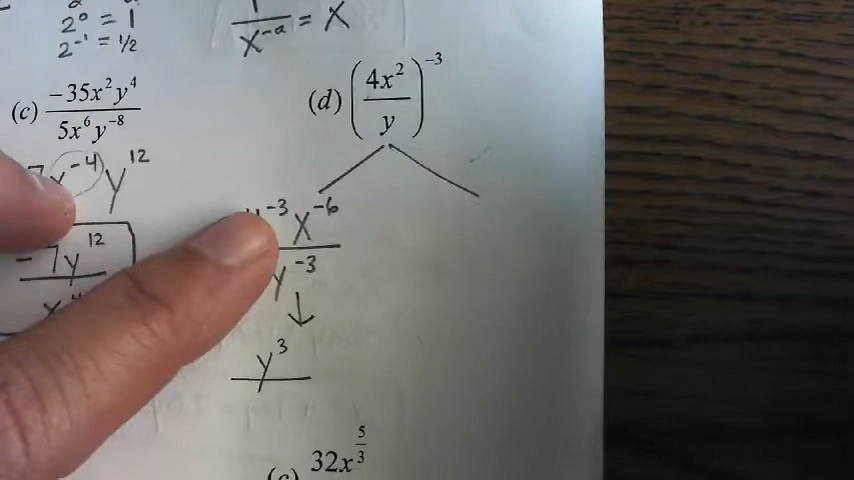 2⁰ = 1
2⁻¹ = 1/2
1/x⁻ᵃ = x
(c) -35x²y⁴/5x⁶y⁻⁸
(d) (4x²/y)⁻³
⁻⁴ y¹²
-7y¹²/x
⁻³ x⁻⁶/y⁻³
↓
y³
32x^(5/3)